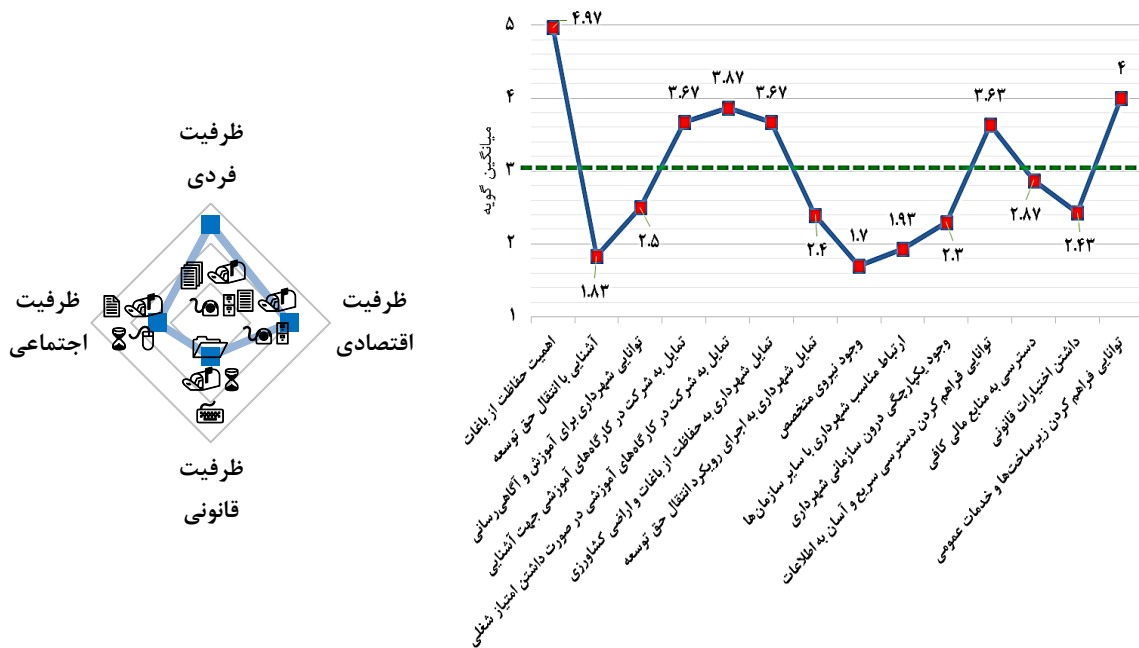 ظرفیت
فردی
ظرفیت
اقتصادی
ظرفیت
قانونی
ظرفیت
اجتماعی
میانگین گویه
۵
۴
۳
۲
۱
۴.۹۷
۱.۸۳
۲.۵
۳.۶۷
۳.۸۷
۳.۶۷
۲.۴
۱.۷
۱.۹۳
۲.۳
۳.۶۳
۲.۸۷
۲.۴۳
۴
اهمیت حفاظت از باغات
آشنایی با انتقال حق توسعه
توانایی شهرداری برای آموزش و آگاهی‌رسانی
تمایل به شرکت در کارگاه‌های آموزشی جهت آشنایی
تمایل به شرکت در کارگاه‌های آموزشی در صورت داشتن امتیاز شغلی
تمایل شهرداری به حفاظت از باغات و اراضی کشاورزی
تمایل شهرداری به اجرای رویکرد انتقال حق توسعه
وجود نیروی متخصص
ارتباط مناسب شهرداری با سایر سازمان‌ها
وجود یکپارچگی درون سازمانی شهرداری
توانایی فراهم کردن دسترسی سریع و آسان به اطلاعات
دسترسی به منابع مالی کافی
داشتن اختیارات قانونی
توانایی فراهم کردن زیرساخت‌ها و خدمات عمومی